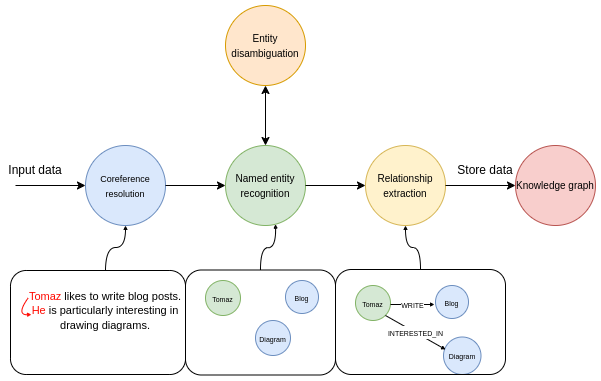 Entity
disambiguation
Input data
Coreference
resolution
Named entity
recognition
Relationship
extraction
Store data
Knowledge graph
Tomaz likes to write blog posts.
He is particularly interesting in
drawing diagrams.
Tomaz
Blog
Diagram
Tomaz
WRITE
Blog
INTERESTED_IN
Diagram